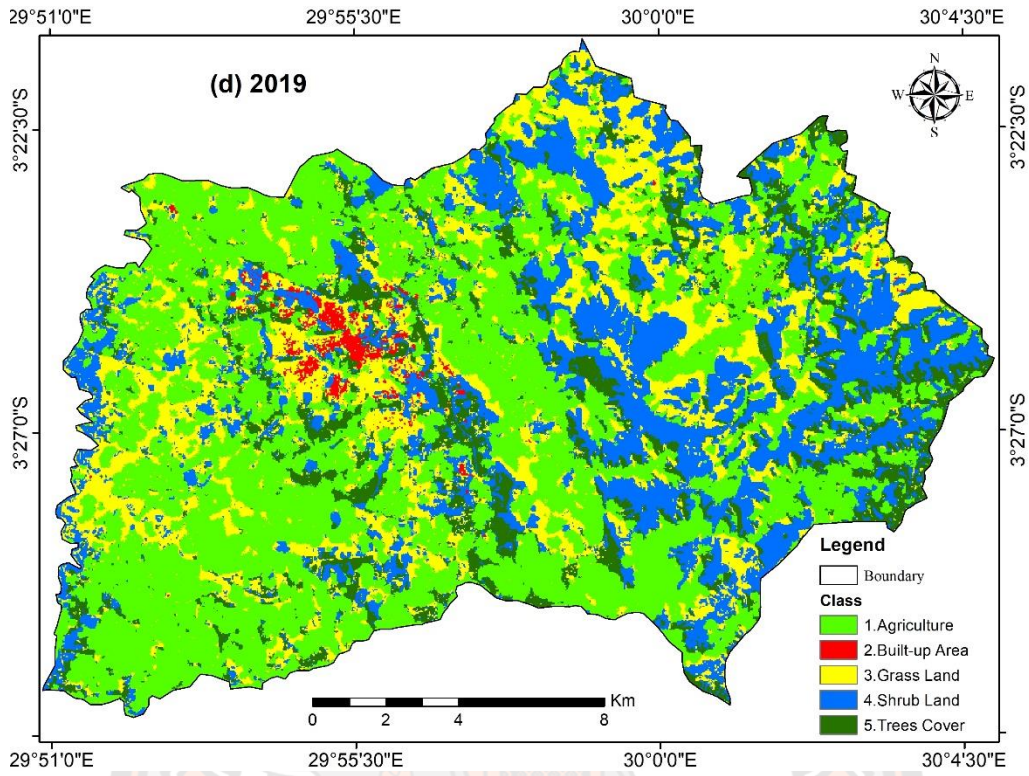 29°51'0"E 29°55'30"E 30°0'0"E 30°4'30"E
(d) 2019
N
W E
S
3°22'30"S 3°22'30"S
3°27'0"S 3°27'0"S
Legend
Boundary
Class
1.Agriculture
2.Built-up Area
3.Grass Land
4.Shrub Land
5.Trees Cover
Km
0 2 4 8
29°51'0"E 29°55'30"E 30°0'0"E 30°4'30"E